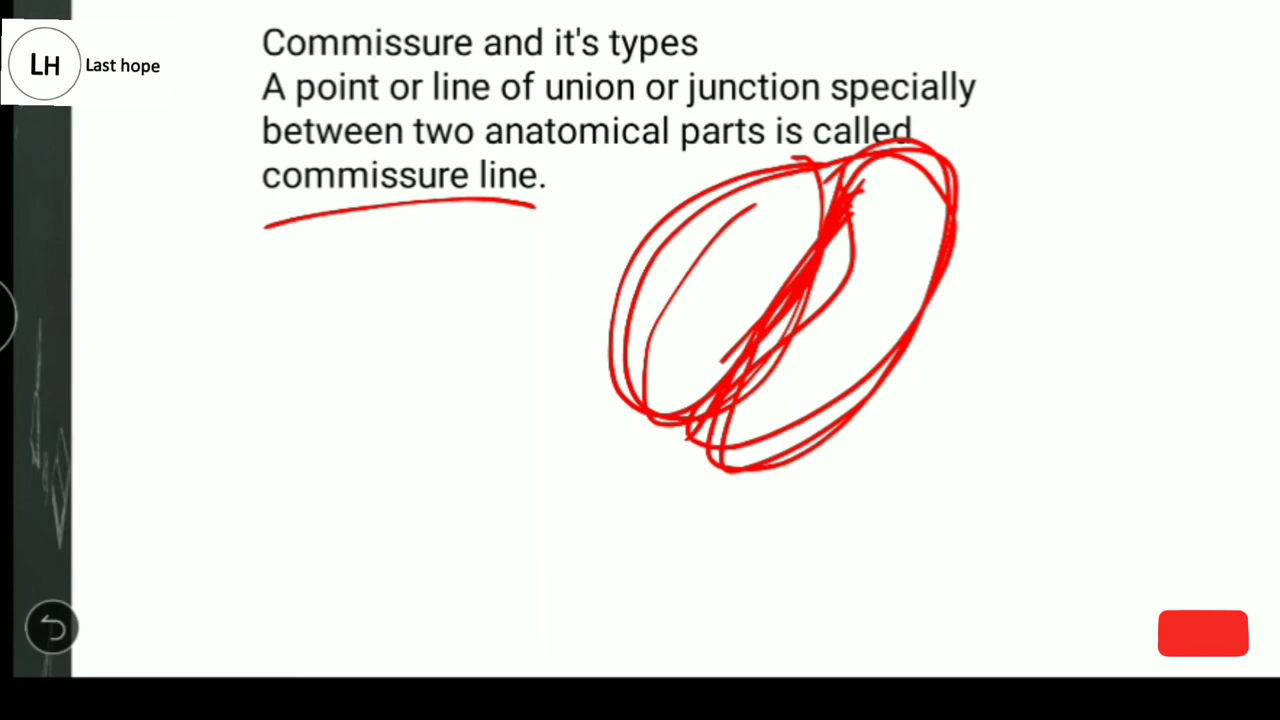 LH
Last hope
Commissure and it's types
A point or line of union or junction specially
between two anatomical parts is called
commissure line.